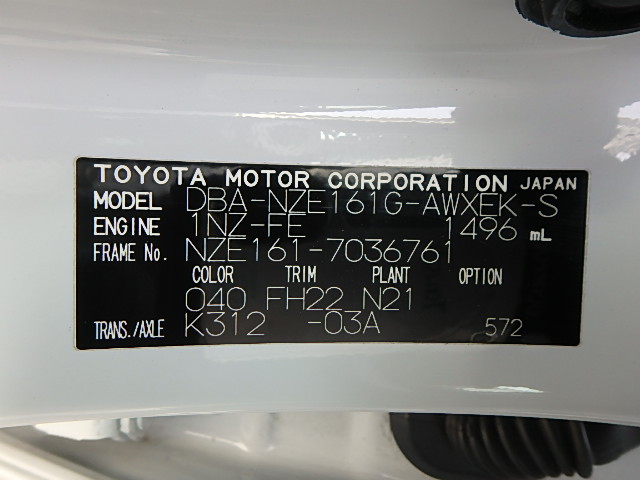 TOYOTA MOTOR CORPORATION JAPAN
MODEL DBA-NZE161G-AWXEK-S
ENGINE 1NZ-FE 1496 mL
FRAME No. NZE161-7036761
COLOR TRIM PLANT OPTION
040 FH22 N21
TRANS./AXLE K312 -03A 572